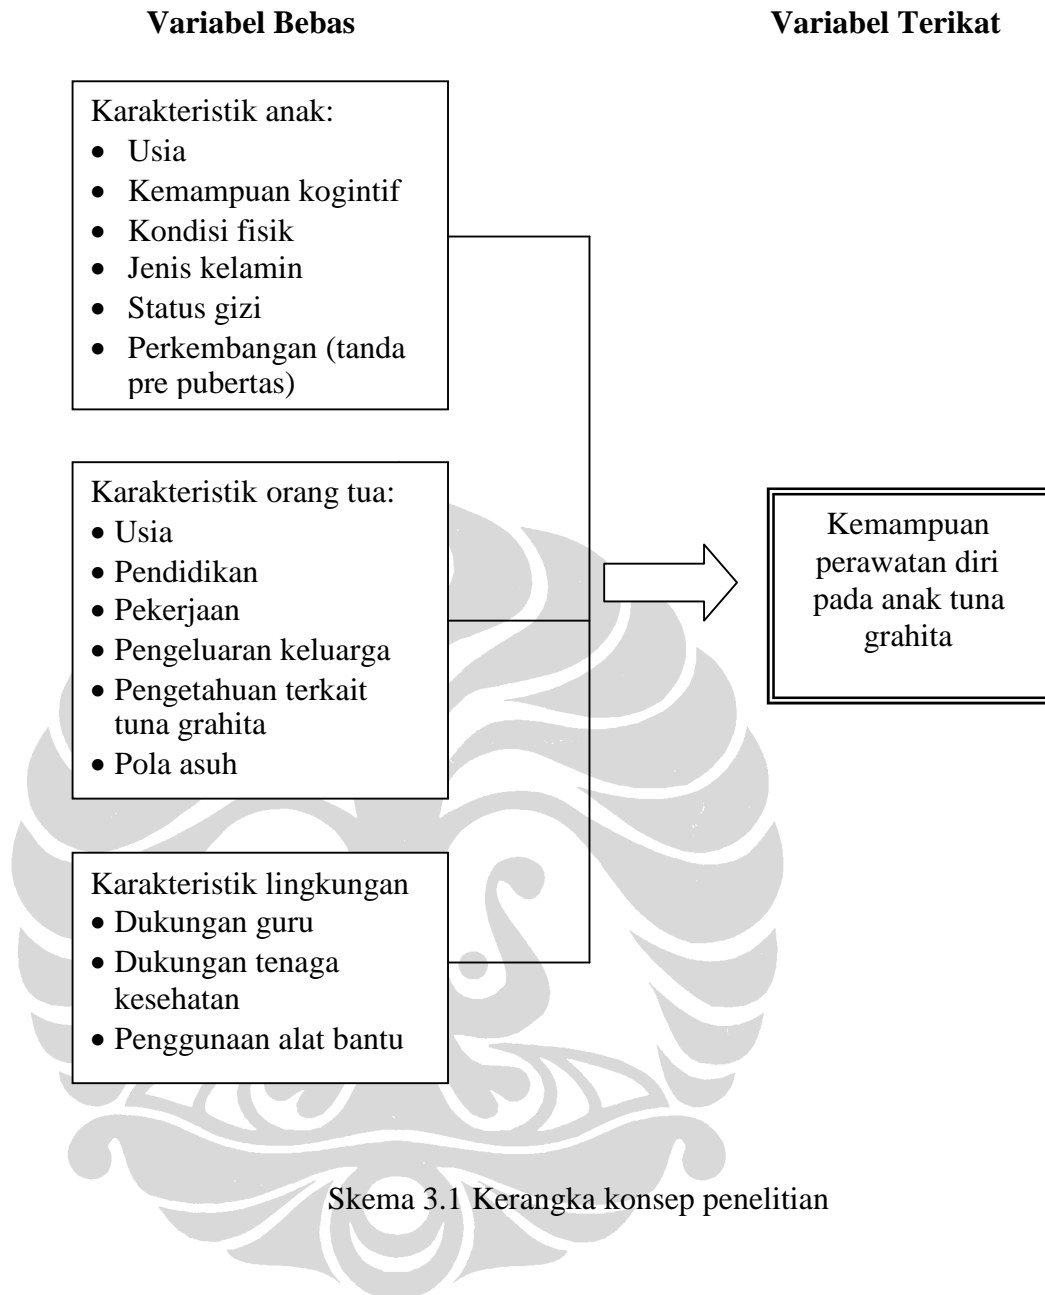 Variabel Bebas
Variabel Terikat
Karakteristik anak:
• Usia
• Kemampuan kogintif
• Kondisi fisik
• Jenis kelamin
• Status gizi
• Perkembangan (tanda
pre pubertas)
Karakteristik orang tua:
• Usia
• Pendidikan
• Pekerjaan
• Pengeluaran keluarga
• Pengetahuan terkait
tuna grahita
• Pola asuh
Karakteristik lingkungan
• Dukungan guru
• Dukungan tenaga
kesehatan
• Penggunaan alat bantu
Kemampuan
perawatan diri
pada anak tuna
grahita
Skema 3.1 Kerangka konsep penelitian